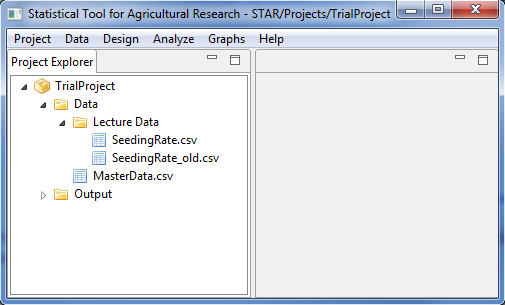 Statistical Tool for Agricultural Research - STAR/Projects/TrialProject
Project Data Design Analyze Graphs Help
Project Explorer
TrialProject
Data
Lecture Data
SeedingRate.csv
SeedingRate_old.csv
MasterData.csv
Output